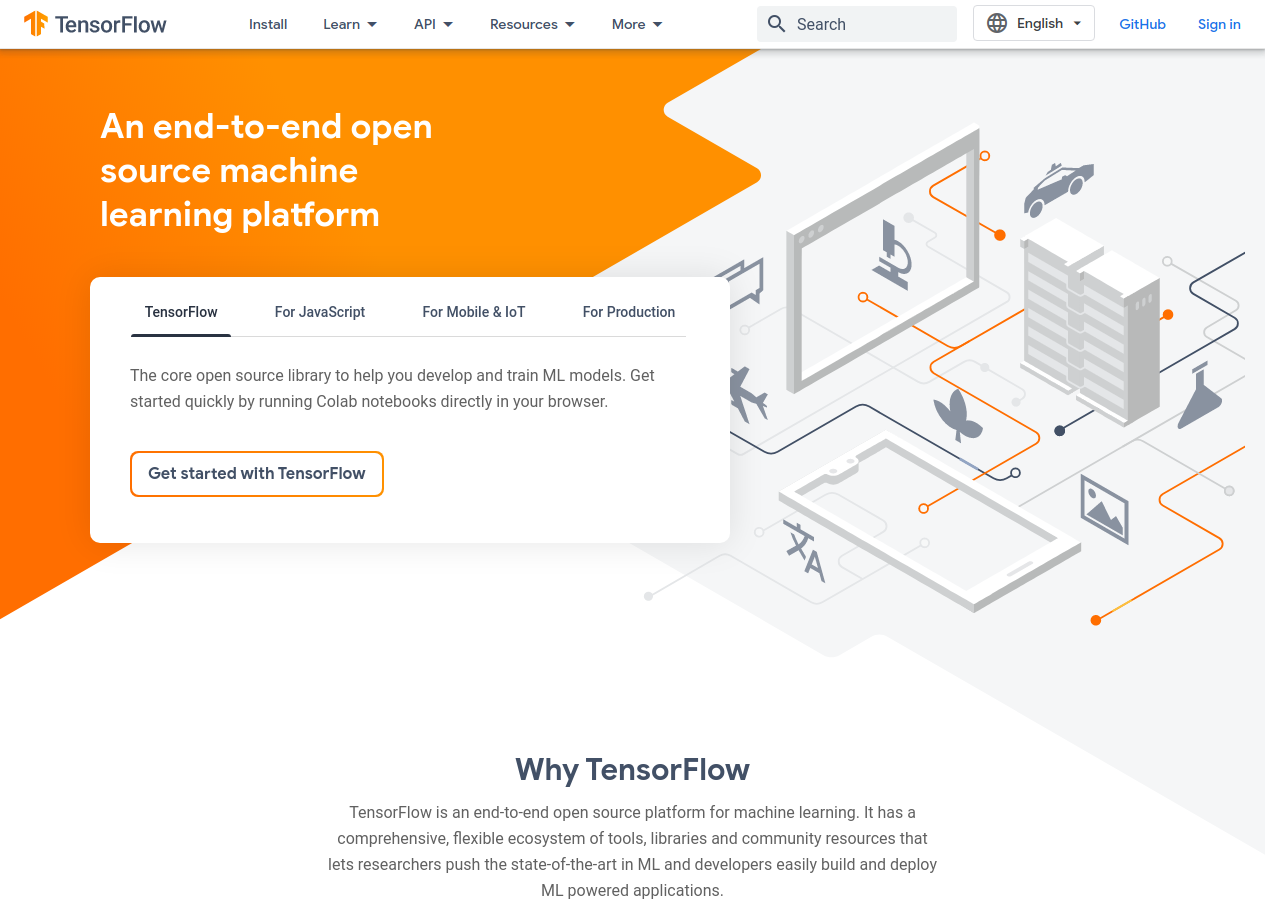 TensorFlow
Install
Learn
API
Resources
More
Search
English
GitHub
Sign in
An end-to-end open
source machine
learning platform
TensorFlow
For JavaScript
For Mobile & IoT
For Production
The core open source library to help you develop and train ML models. Get
started quickly by running Colab notebooks directly in your browser.
Get started with TensorFlow
文A
Why TensorFlow
TensorFlow is an end-to-end open source platform for machine learning. It has a
comprehensive, flexible ecosystem of tools, libraries and community resources that
lets researchers push the state-of-the-art in ML and developers easily build and deploy
ML powered applications.